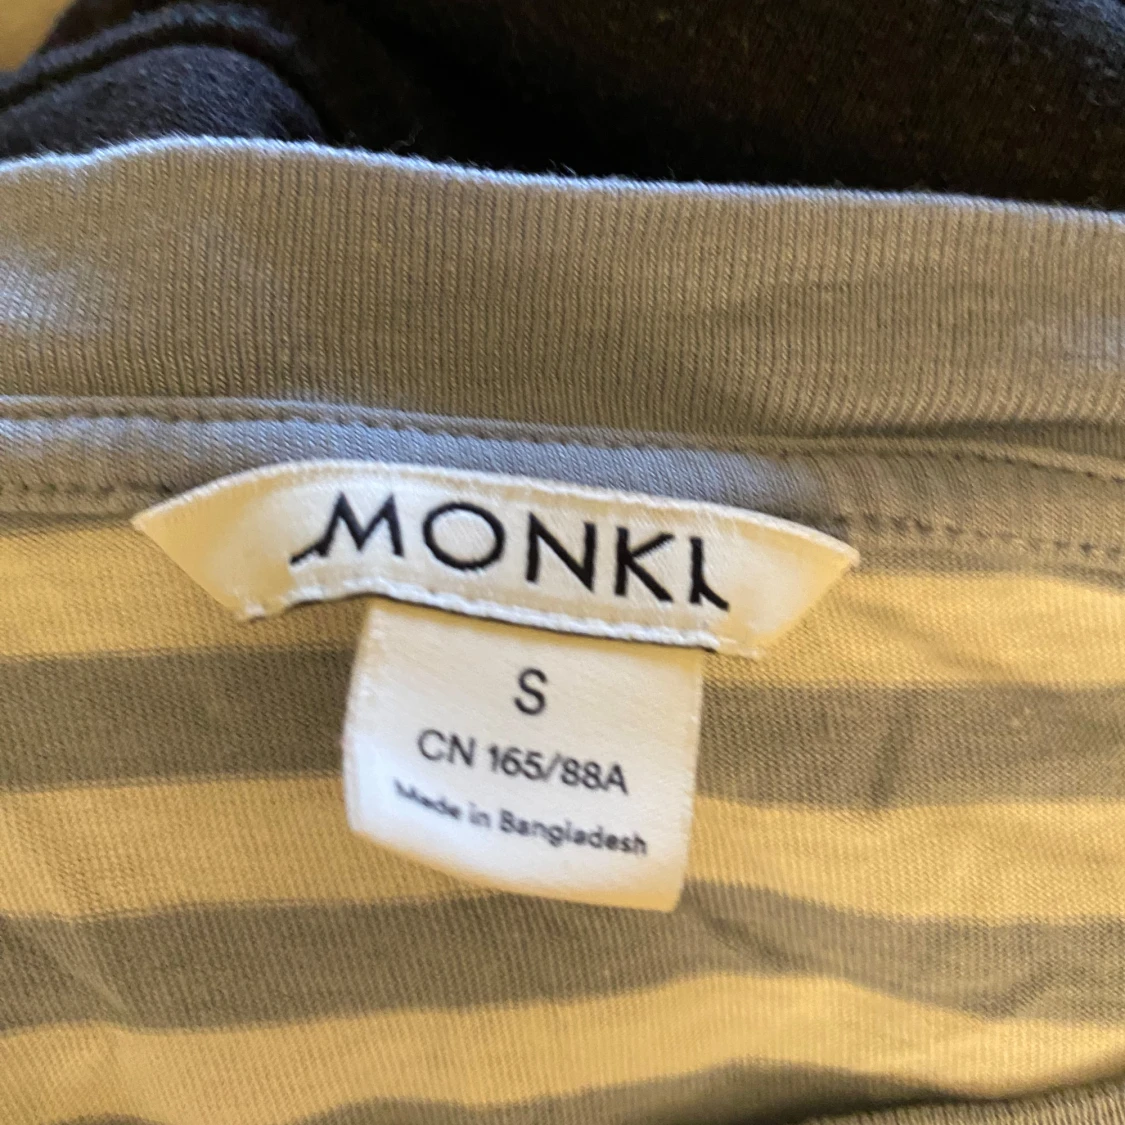 MONKI
S
CN 165/88A
Made in Bangladesh